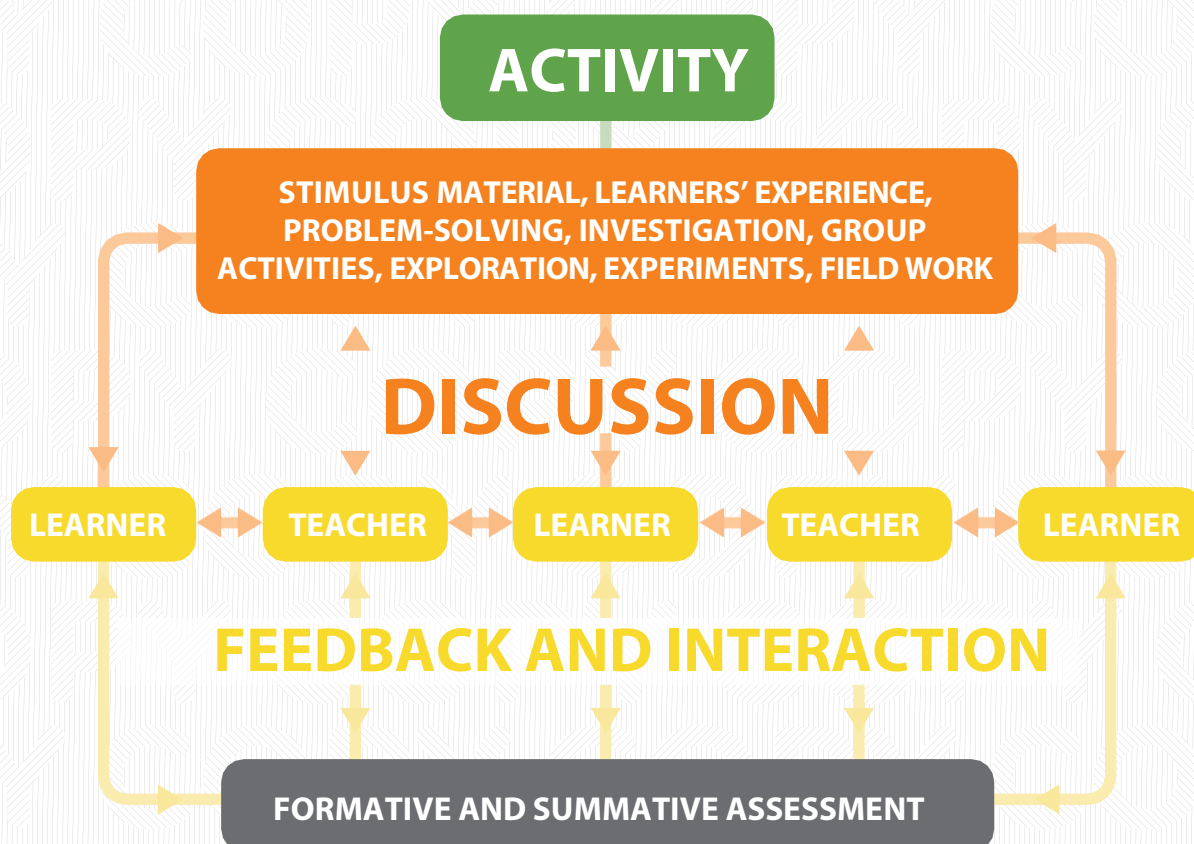 ACTIVITY
STIMULUS MATERIAL, LEARNERS’ EXPERIENCE,
PROBLEM-SOLVING, INVESTIGATION, GROUP
ACTIVITIES, EXPLORATION, EXPERIMENTS, FIELD WORK
DISCUSSION
LEARNER TEACHER LEARNER TEACHER LEARNER
FEEDBACK AND INTERACTION
FORMATIVE AND SUMMATIVE ASSESSMENT